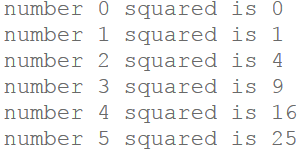 number 0 squared is 0
number 1 squared is 1
number 2 squared is 4
number 3 squared is 9
number 4 squared is 16
number 5 squared is 25